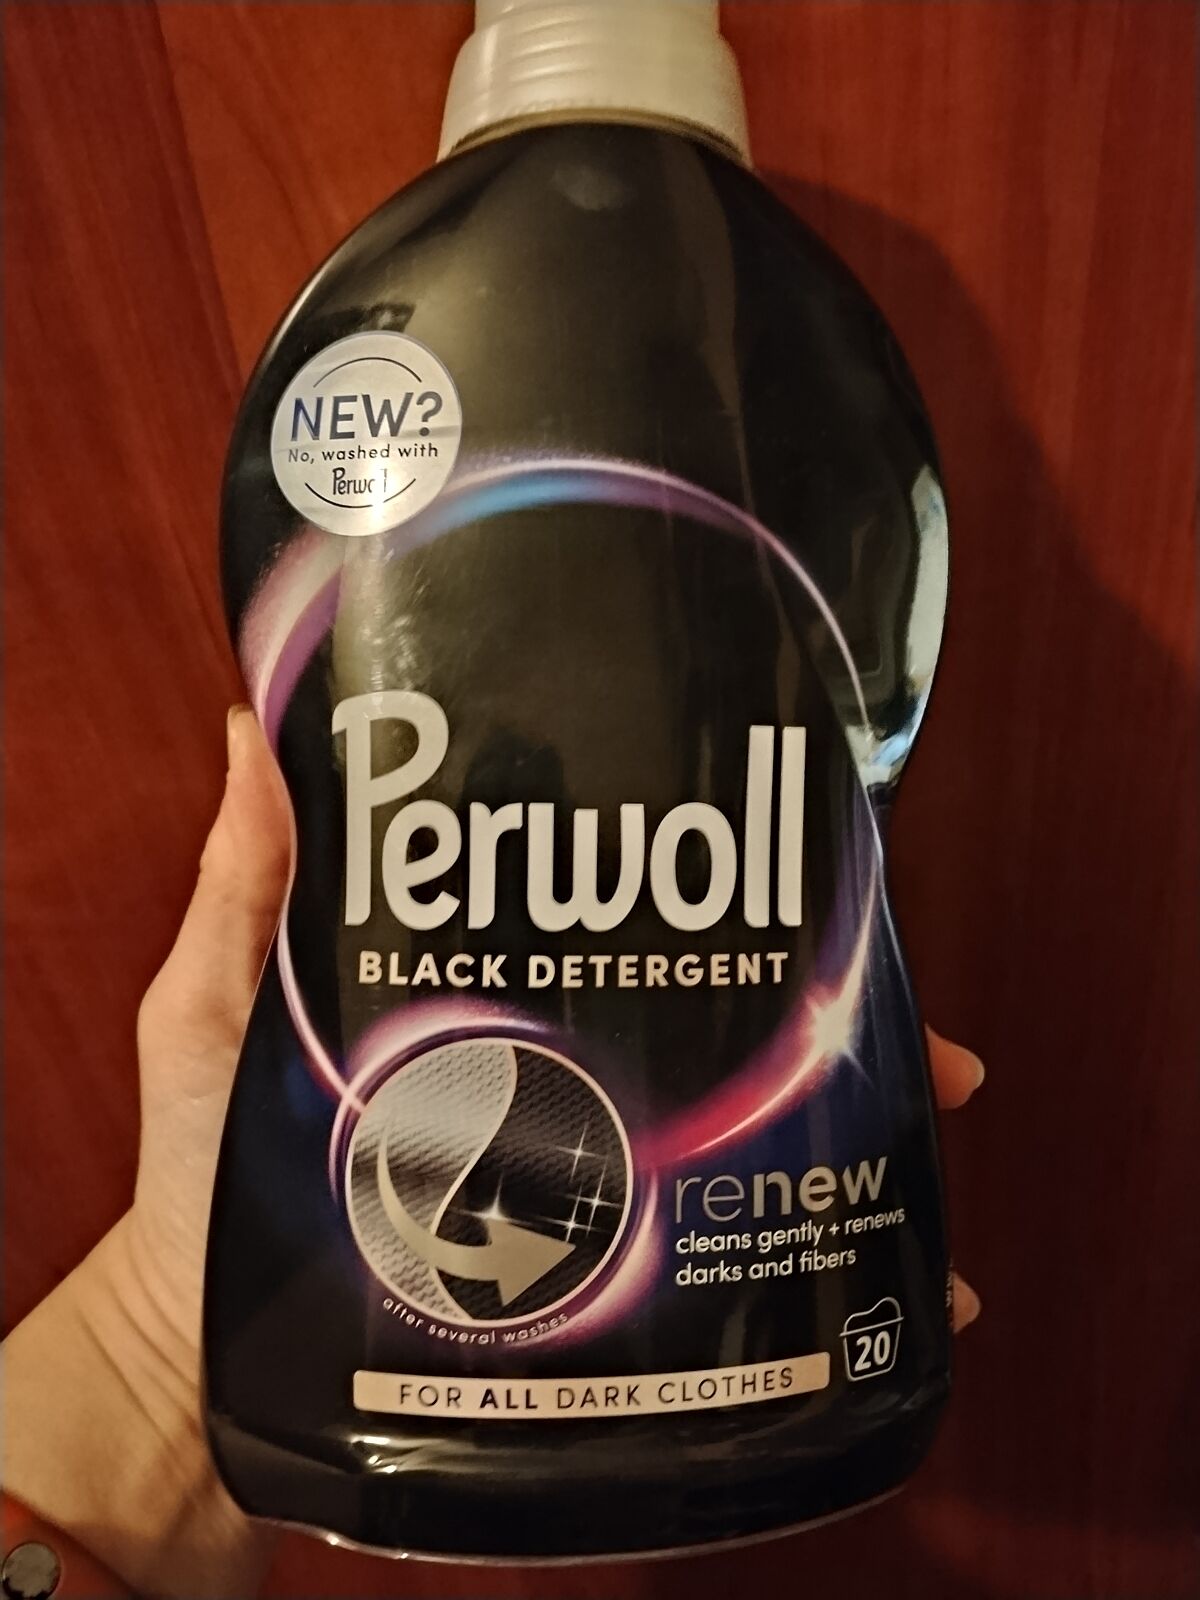 NEW?
No, washed with
Perwoll
Perwoll
BLACK DETERGENT
renew
cleans gently + renews
darks and fibers
after several washes
20
FOR ALL DARK CLOTHES